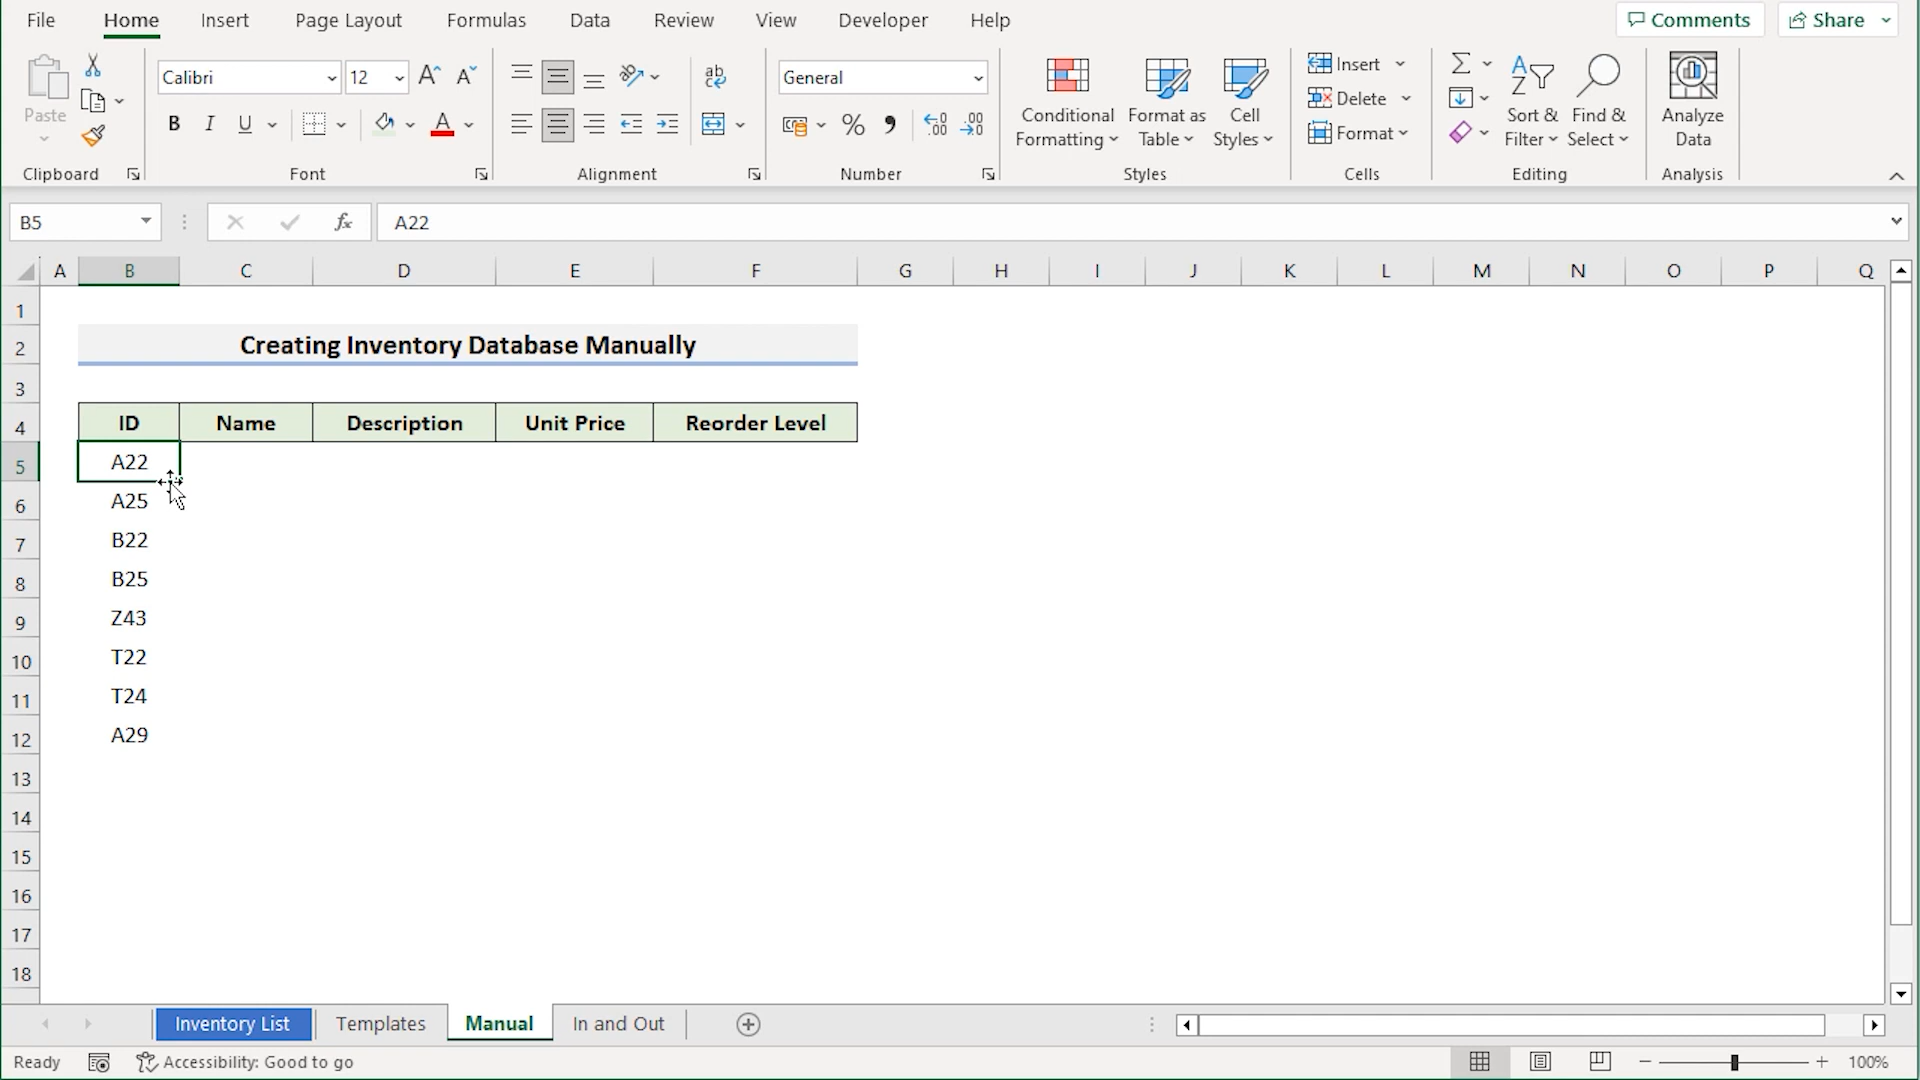 File Home Insert Page Layout Formulas Data Review View Developer Help Comments Share
Calibri 12 General
Paste
B I U A
Conditional Formatting
Format as Table
Cell Styles
Insert
Delete
Format
Sort & Filter
Find & Select
Analyze Data
Clipboard Font Alignment Number Styles Cells Editing Analysis
B5 fx A22
A B C D E F G H I J K L M N O P Q
1
2 Creating Inventory Database Manually
3
4 ID Name Description Unit Price Reorder Level
5 A22
6 A25
7 B22
8 B25
9 Z43
10 T22
11 T24
12 A29
13
14
15
16
17
18
Inventory List Templates Manual In and Out
Ready Accessibility: Good to go 100%